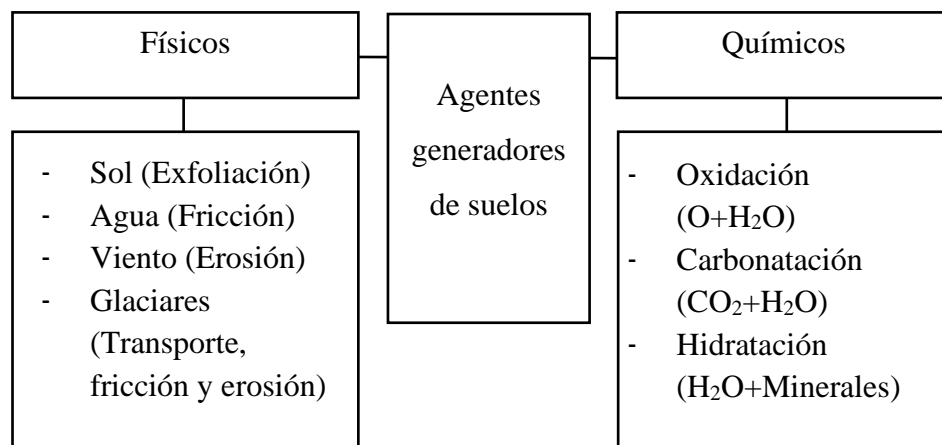 Físicos
Agentes
generadores
de suelos
Químicos
- Sol (Exfoliación)
- Agua (Fricción)
- Viento (Erosión)
- Glaciares
(Transporte,
fricción y erosión)
- Oxidación
(O+H₂O)
- Carbonatación
(CO₂+H₂O)
- Hidratación
(H₂O+Minerales)